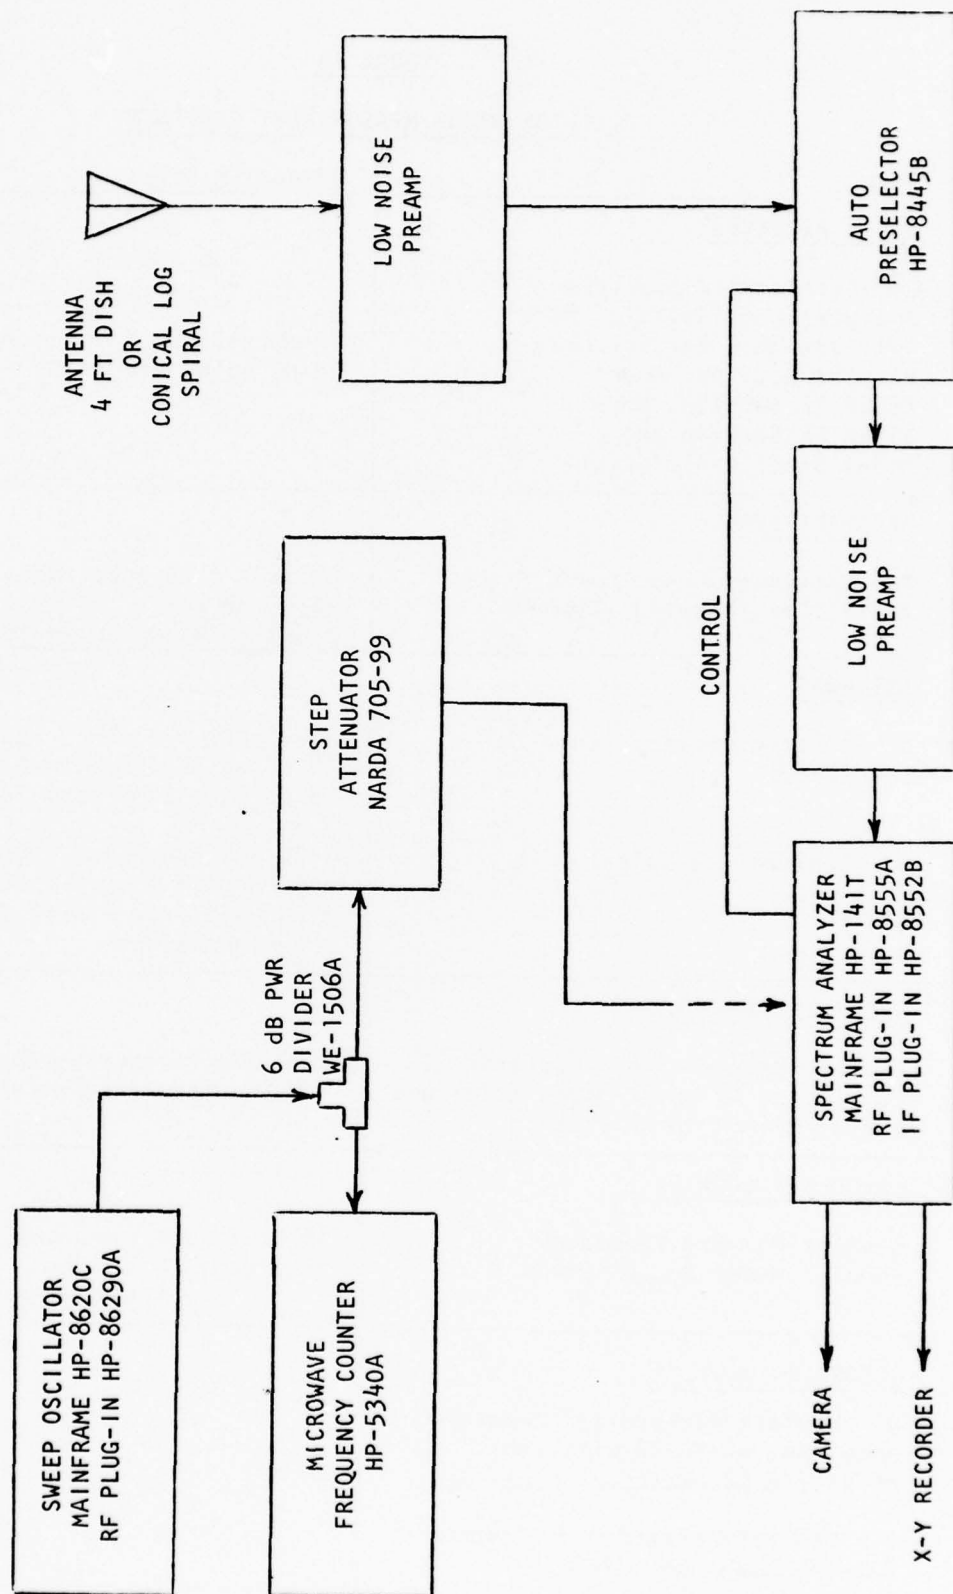 SWEEP OSCILLATOR
MAINFRAME HP-8620C
RF PLUG-IN HP-86290A
MICROWAVE
FREQUENCY COUNTER
HP-5340A
6 dB PWR
DIVIDER
WE-1506A
STEP
ATTENUATOR
NARDA 705-99
ANTENNA
4 FT DISH
OR
CONICAL LOG
SPIRAL
LOW NOISE
PREAMP
AUTO
PRESELECTOR
HP-8445B
CONTROL
LOW NOISE
PREAMP
SPECTRUM ANALYZER
MAINFRAME HP-141T
RF PLUG-IN HP-8555A
IF PLUG-IN HP-8552B
CAMERA
X-Y RECORDER